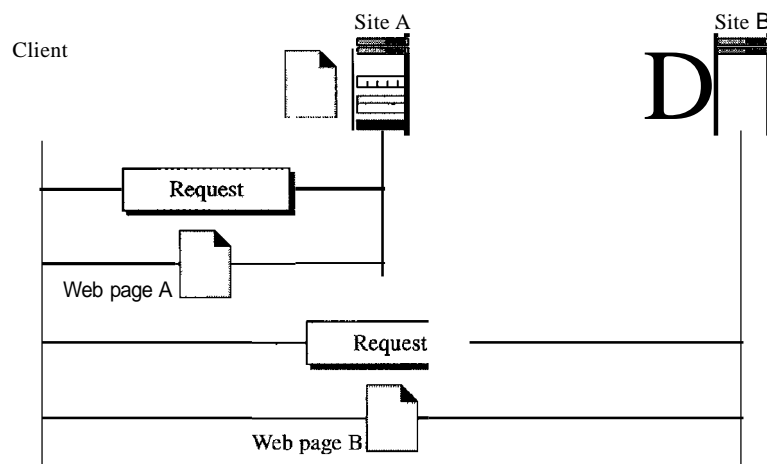 Site A
Site B
Client
D
Request
Web page A
Request
Web page B